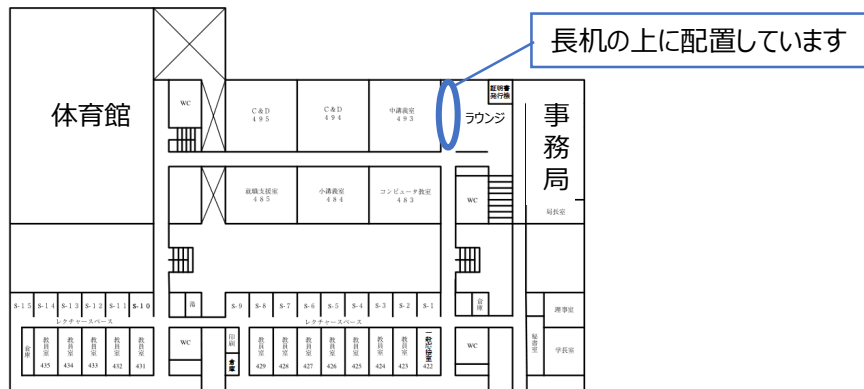 長机の上に配置しています
体育館
WC
C&D
495
C&D
494
中講義室
493
ラウンジ
証明書
発行機
事務局
就職支援室
485
小講義室
484
コンピュータ教室
483
WC
局長室
S-15
S-14
S-13
S-12
S-11
S-10
湯
S-9
S-8
S-7
S-6
S-5
S-4
S-3
S-2
S-1
倉庫
理事室
レクチャースペース
レクチャースペース
倉庫
教員室
435
教員室
434
教員室
433
教員室
432
教員室
431
WC
印刷
倉庫
教員室
429
教員室
428
教員室
427
教員室
426
教員室
425
教員室
424
教員室
423
422
WC
秘書室
学長室